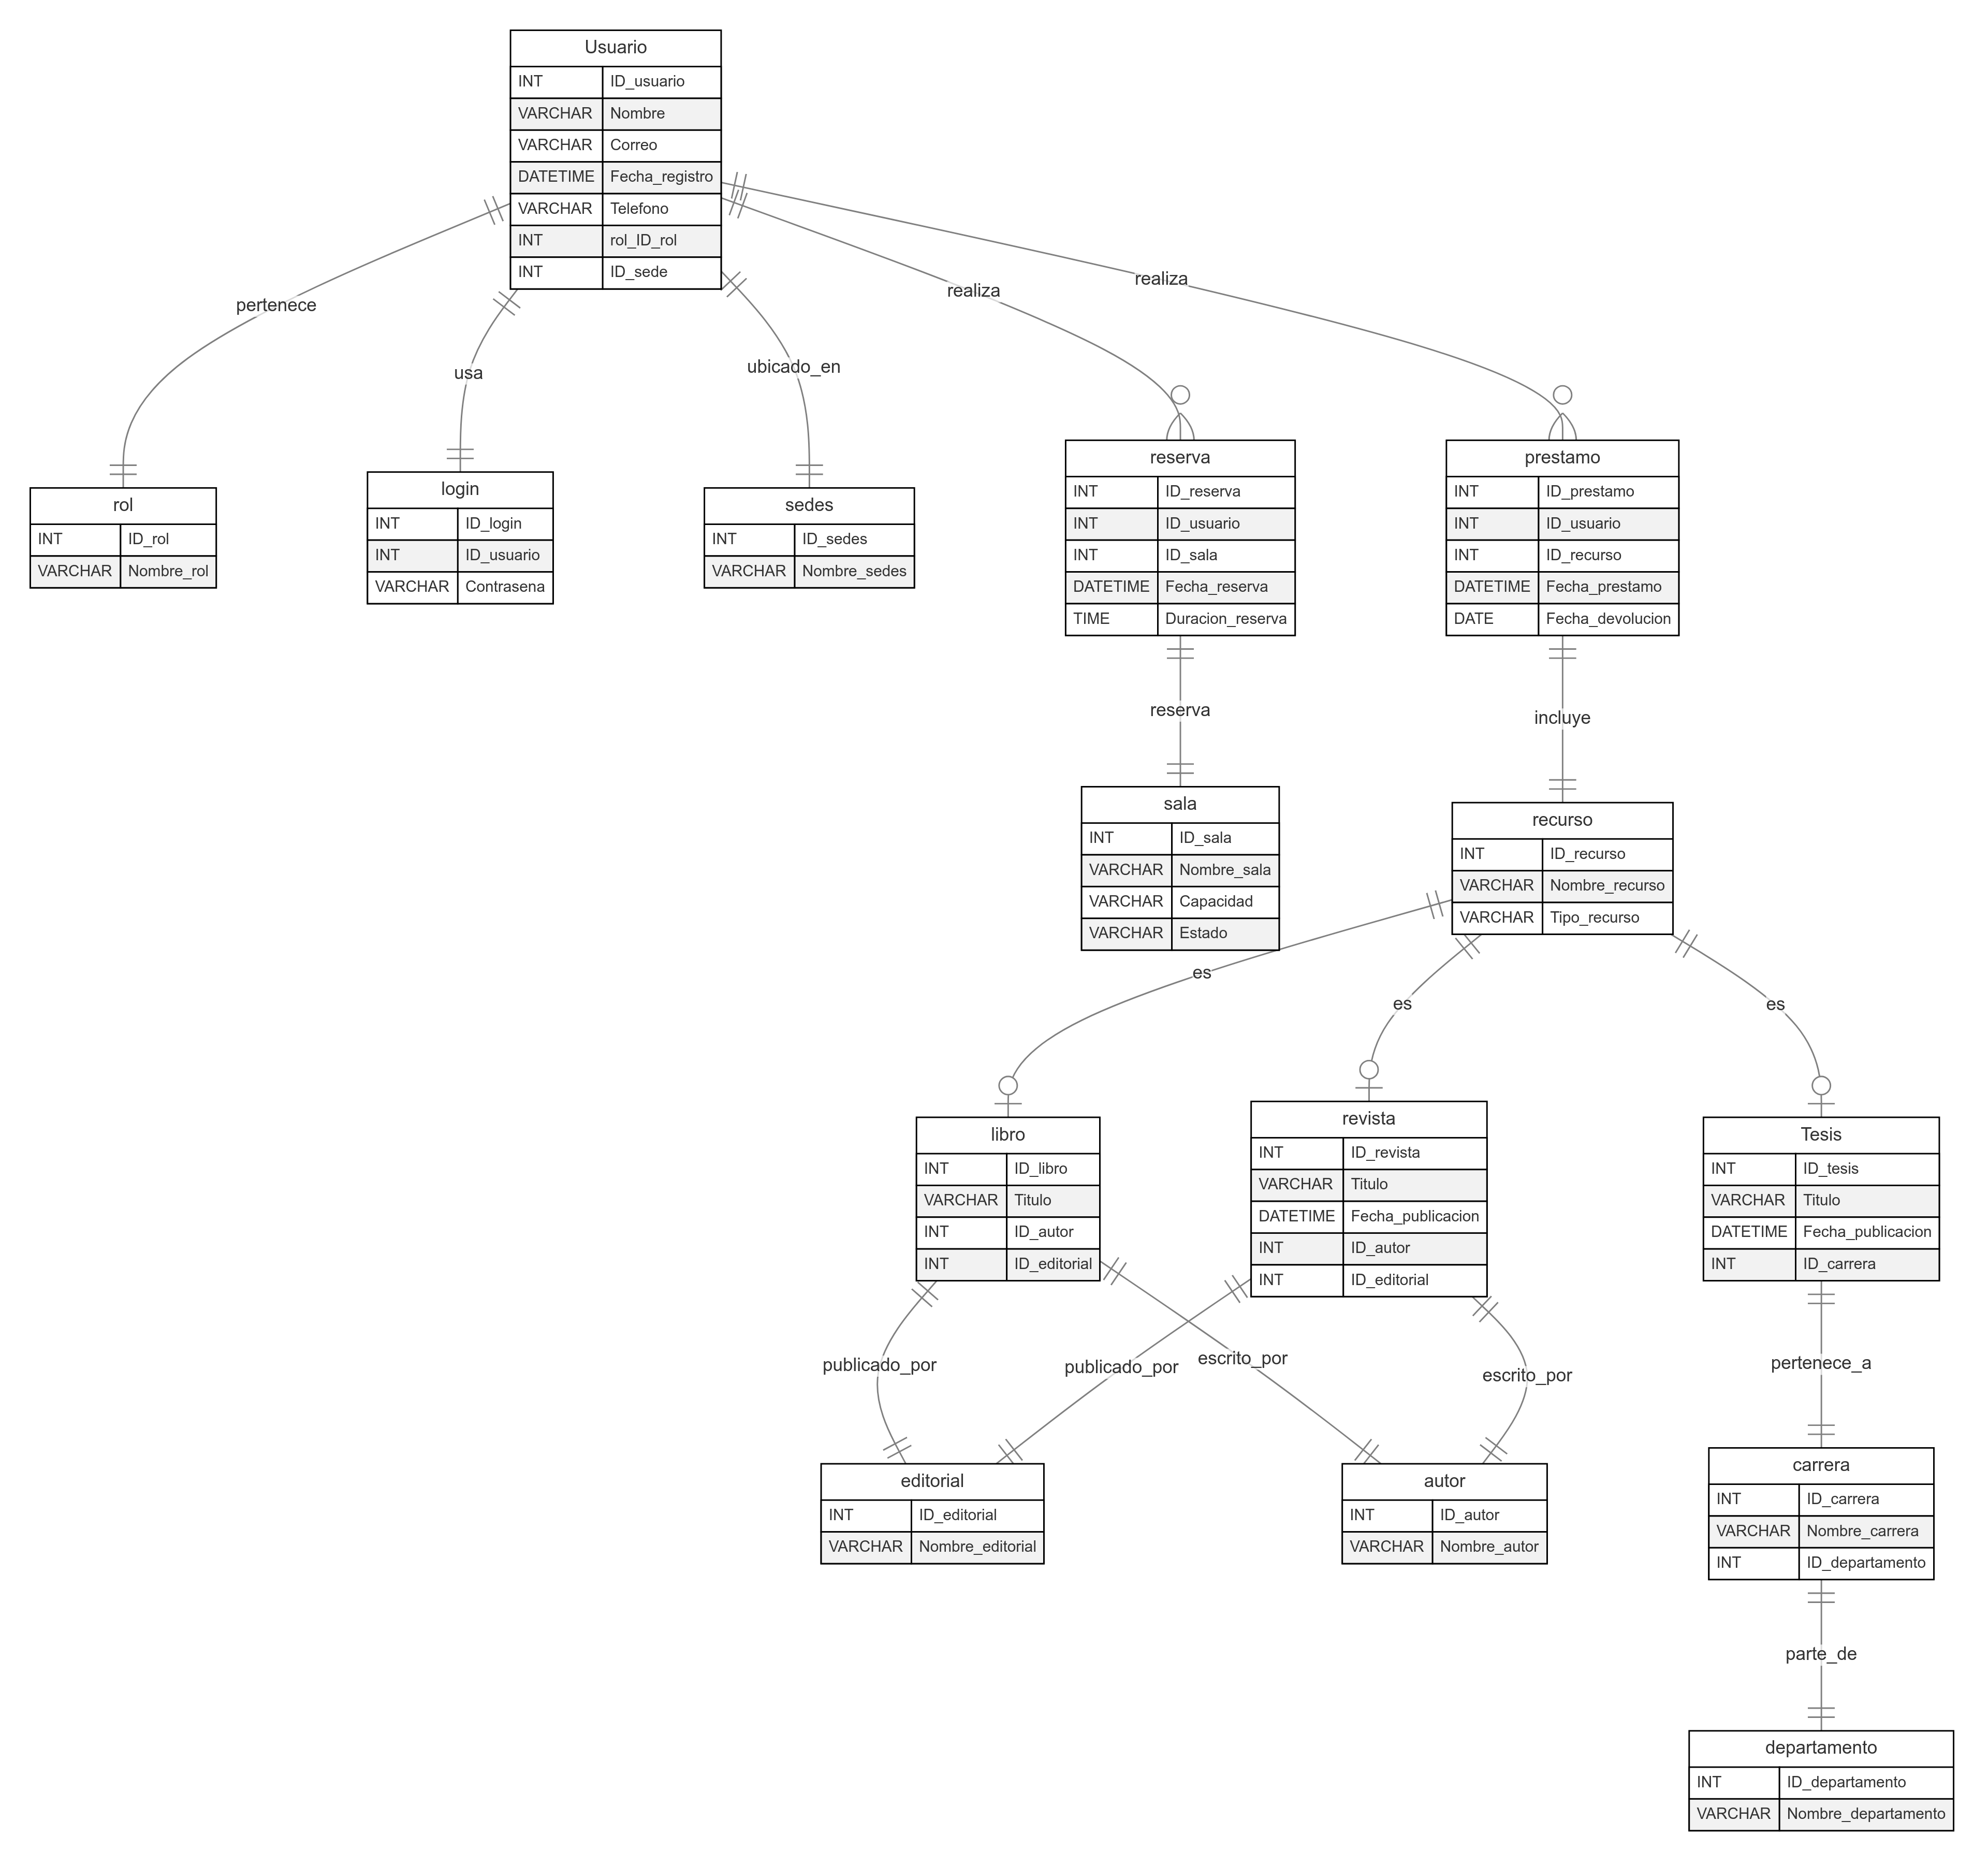 Usuario
INT ID_usuario
VARCHAR Nombre
VARCHAR Correo
DATETIME Fecha_registro
VARCHAR Telefono
INT rol_ID_rol
INT ID_sede
pertenece
usa
ubicado_en
realiza
realiza
rol
INT ID_rol
VARCHAR Nombre_rol
login
INT ID_login
INT ID_usuario
VARCHAR Contrasena
sedes
INT ID_sedes
VARCHAR Nombre_sedes
reserva
INT ID_reserva
INT ID_usuario
INT ID_sala
DATETIME Fecha_reserva
TIME Duracion_reserva
prestamo
INT ID_prestamo
INT ID_usuario
INT ID_recurso
DATETIME Fecha_prestamo
DATE Fecha_devolucion
reserva
incluye
sala
INT ID_sala
VARCHAR Nombre_sala
VARCHAR Capacidad
VARCHAR Estado
recurso
INT ID_recurso
VARCHAR Nombre_recurso
VARCHAR Tipo_recurso
es
es
es
libro
INT ID_libro
VARCHAR Titulo
INT ID_autor
INT ID_editorial
revista
INT ID_revista
VARCHAR Titulo
DATETIME Fecha_publicacion
INT ID_autor
INT ID_editorial
Tesis
INT ID_tesis
VARCHAR Titulo
DATETIME Fecha_publicacion
INT ID_carrera
publicado_por
publicado_por
escrito_por
escrito_por
pertenece_a
editorial
INT ID_editorial
VARCHAR Nombre_editorial
autor
INT ID_autor
VARCHAR Nombre_autor
carrera
INT ID_carrera
VARCHAR Nombre_carrera
INT ID_departamento
parte_de
departamento
INT ID_departamento
VARCHAR Nombre_departamento